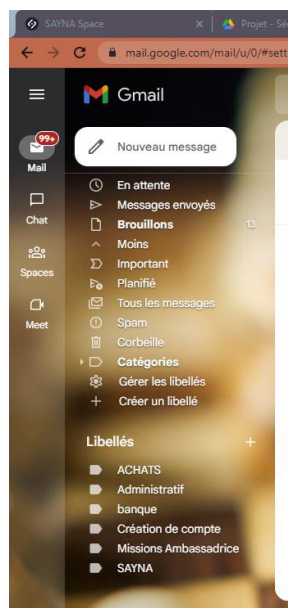 SAYNA Space
Projet - Sé
mail.google.com/mail/u/0/#sett
Gmail
99+
Mail
Chat
Spaces
Meet
Nouveau message
En attente
Messages envoyés
Brouillons 13
Moins
Important
Planifié
Tous les messages
Spam
Corbeille
Catégories
Gérer les libellés
Créer un libellé
Libellés
ACHATS
Administratif
banque
Création de compte
Missions Ambassadrice
SAYNA